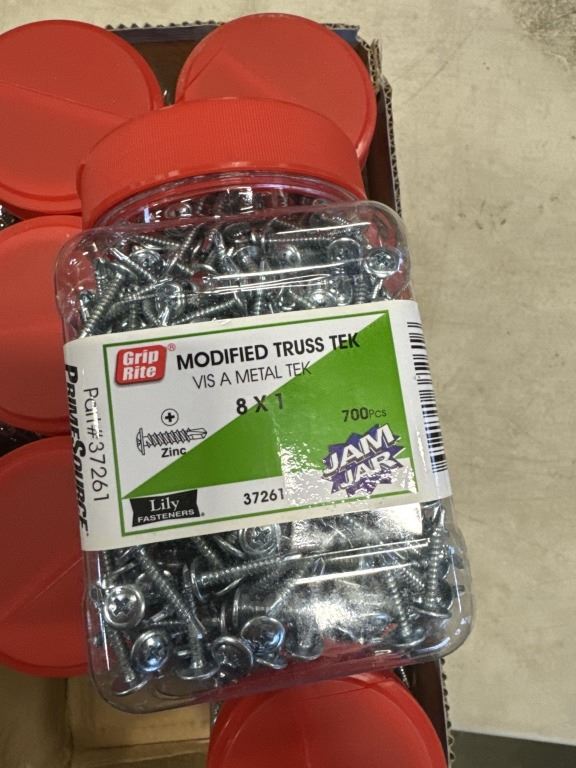 Grip
Rite®
MODIFIED TRUSS TEK
VIS A METAL TEK
8 X 1
700Pcs
Zinc
JAM
JAR
Lily
FASTENERS
37261
PRIMESOURCE
Part#37261